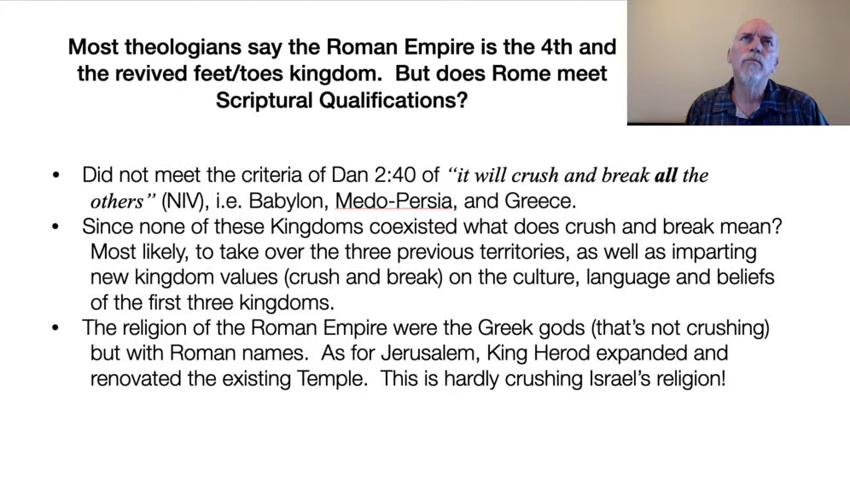 Most theologians say the Roman Empire is the 4th and
the revived feet/toes kingdom.  But does Rome meet
Scriptural Qualifications?
• Did not meet the criteria of Dan 2:40 of “it will crush and break all the
others” (NIV), i.e. Babylon, Medo-Persia, and Greece.
• Since none of these Kingdoms coexisted what does crush and break mean?
Most likely, to take over the three previous territories, as well as imparting
new kingdom values (crush and break) on the culture, language and beliefs
of the first three kingdoms.
• The religion of the Roman Empire were the Greek gods (that’s not crushing)
but with Roman names.  As for Jerusalem, King Herod expanded and
renovated the existing Temple.  This is hardly crushing Israel’s religion!